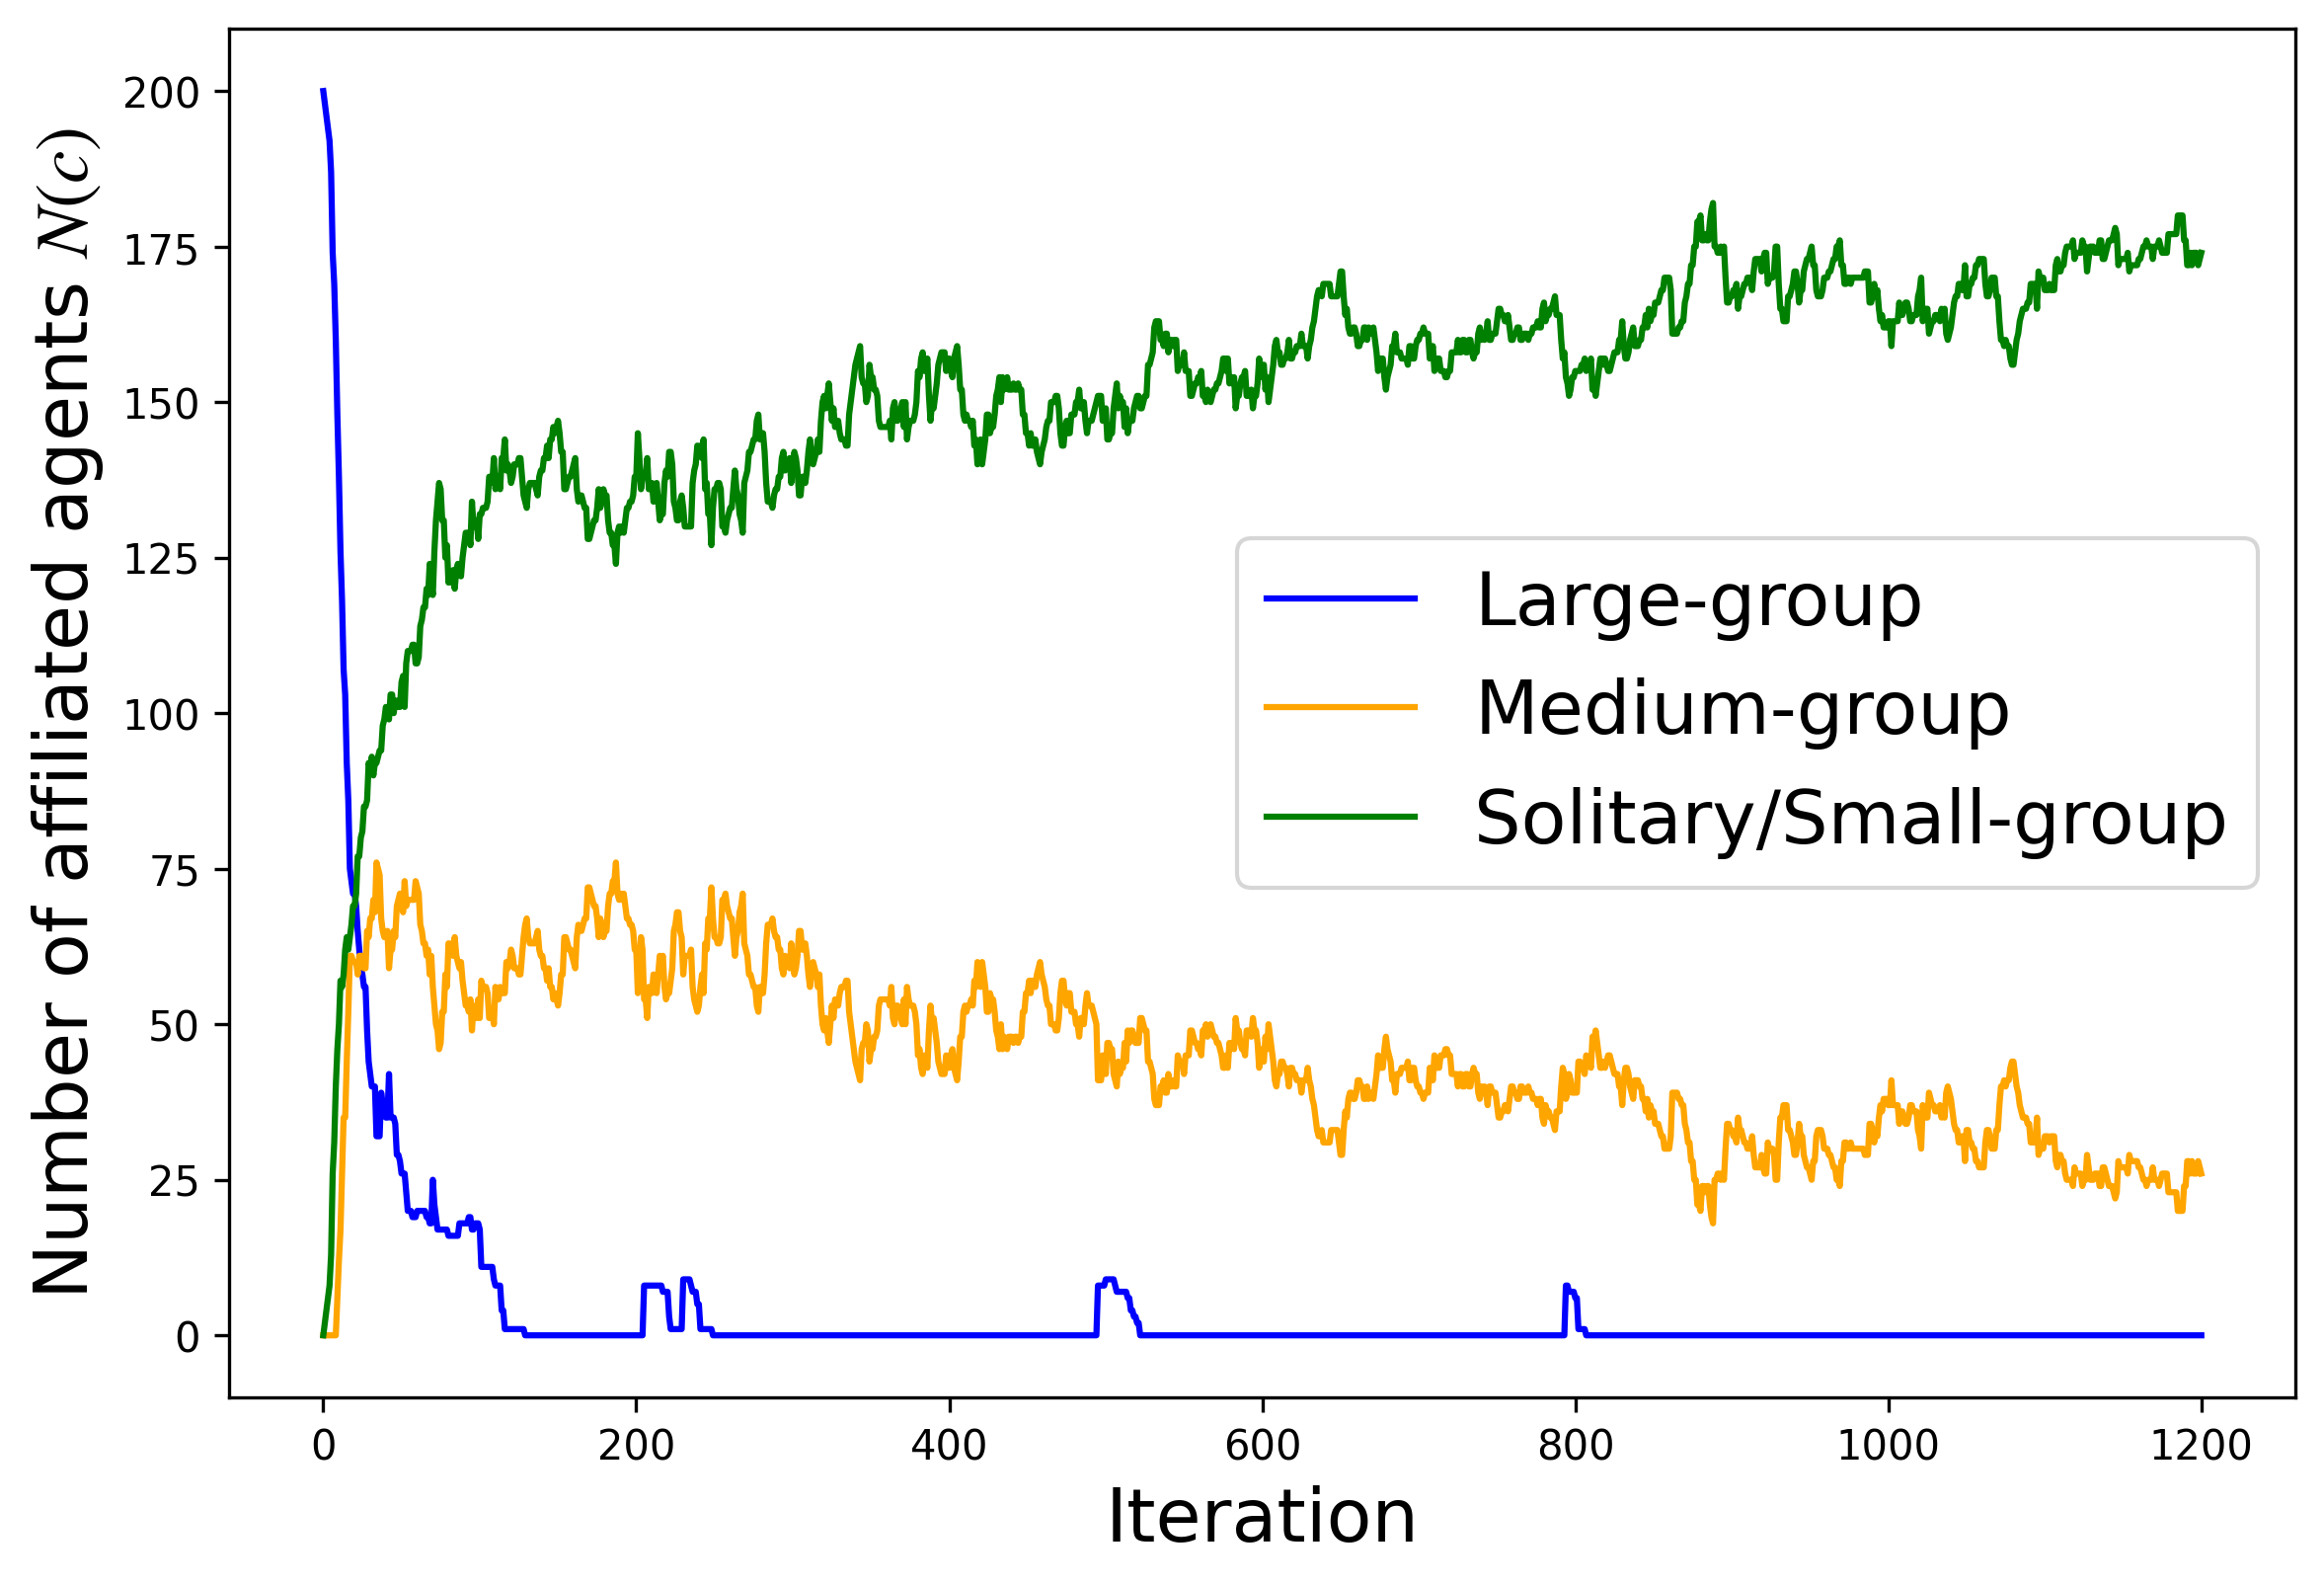 Number of affiliated agents N(c)
200
175
150
125
100
75
50
25
0
Large-group
Medium-group
Solitary/Small-group
0 200 400 600 800 1000 1200
Iteration